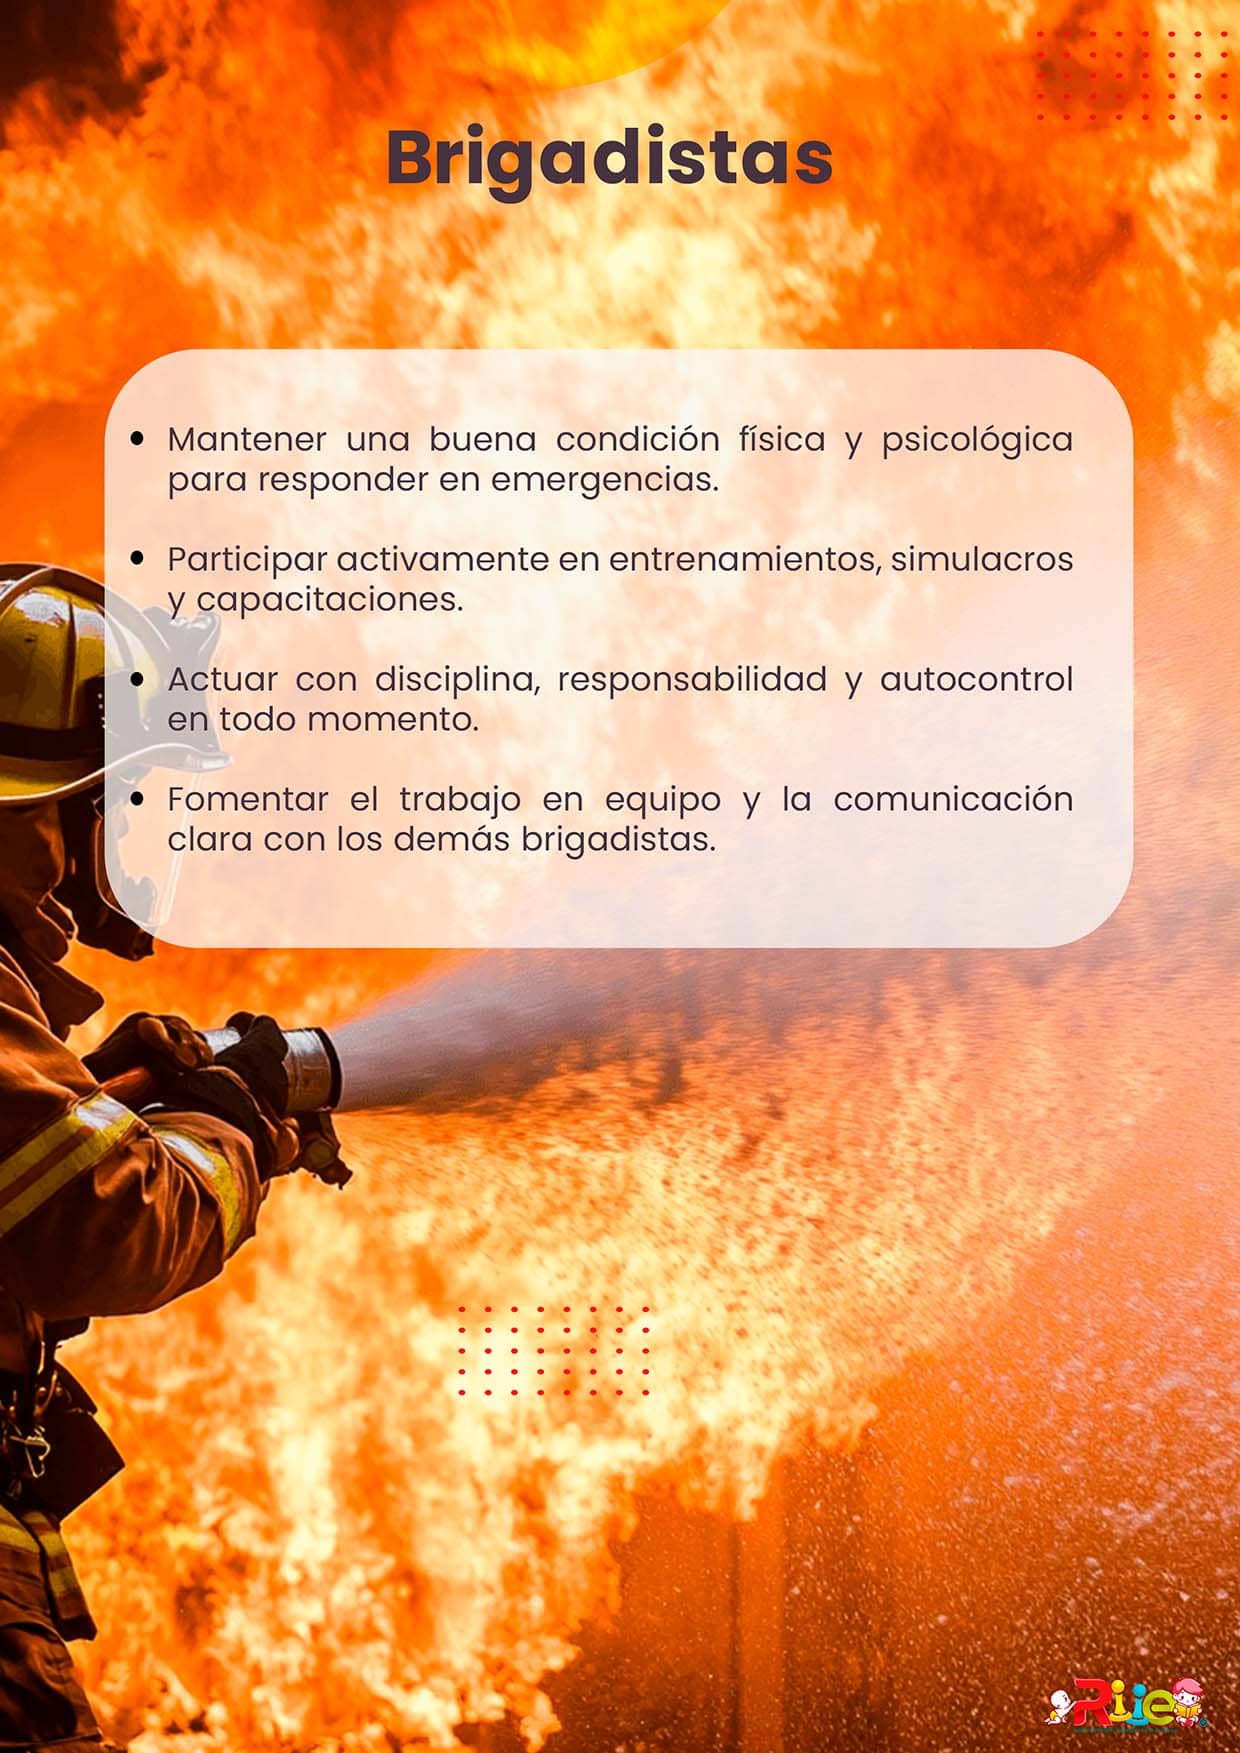 Brigadistas
• Mantener una buena condición física y psicológica
para responder en emergencias.
• Participar activamente en entrenamientos, simulacros
y capacitaciones.
• Actuar con disciplina, responsabilidad y autocontrol
en todo momento.
• Fomentar el trabajo en equipo y la comunicación
clara con los demás brigadistas.
Riije